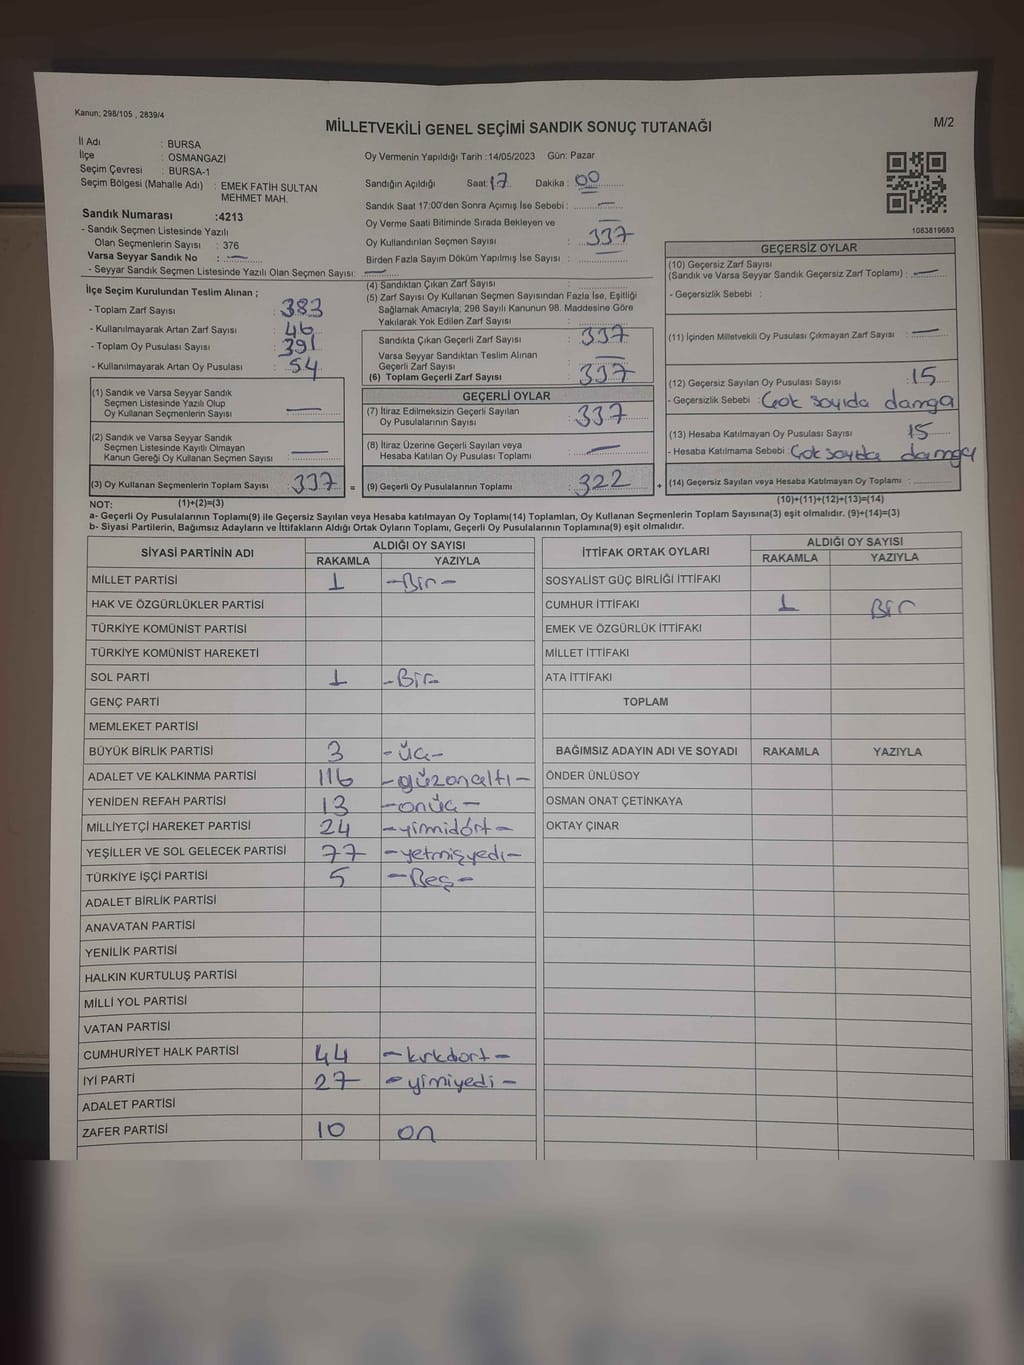 Kanun; 298/105 , 2839/4
MİLLETVEKİLİ GENEL SEÇİMİ SANDIK SONUÇ TUTANAĞI
M/2
İl Adı : BURSA
İlçe : OSMANGAZİ
Seçim Çevresi : BURSA-1
Seçim Bölgesi (Mahalle Adı) : EMEK FATİH SULTAN
MEHMET MAH.
Sandık Numarası :4213
- Sandık Seçmen Listesinde Yazılı
Olan Seçmenlerin Sayısı : 376
Varsa Seyyar Sandık No : —
- Seyyar Sandık Seçmen Listesinde Yazılı Olan Seçmen Sayısı: —
Oy Vermenin Yapıldığı Tarih :14/05/2023 Gün: Pazar
Sandığın Açıldığı Saat: 17 Dakika : 00
Sandık Saat 17:00'den Sonra Açımış İse Sebebi : —
Oy Verme Saati Bitiminde Sırada Bekleyen ve —
Oy Kullandırılan Seçmen Sayısı : 337
Birden Fazla Sayım Döküm Yapılmış İse Sayısı : —
1083819683
İlçe Seçim Kurulundan Teslim Alınan ;
- Toplam Zarf Sayısı : 383
- Kullanılmayarak Artan Zarf Sayısı : 46
- Toplam Oy Pusulası Sayısı : 391
- Kullanılmayarak Artan Oy Pusulası : 54
(1) Sandık ve Varsa Seyyar Sandık
Seçmen Listesinde Yazılı Olup
Oy Kullanan Seçmenlerin Sayısı —
(2) Sandık ve Varsa Seyyar Sandık
Seçmen Listesinde Kayıtlı Olmayan
Kanun Gereği Oy Kullanan Seçmen Sayısı —
(3) Oy Kullanan Seçmenlerin Toplam Sayısı : 337 =
(1)+(2)=(3)
(4) Sandıktan Çıkan Zarf Sayısı :
(5) Zarf Sayısı Oy Kullanan Seçmen Sayısından Fazla İse, Eşitliği
Sağlamak Amacıyla, 298 Sayılı Kanunun 98. Maddesine Göre
Yakılarak Yok Edilen Zarf Sayısı :
Sandıkta Çıkan Geçerli Zarf Sayısı : 337
Varsa Seyyar Sandıktan Teslim Alınan
Geçerli Zarf Sayısı : —
(6) Toplam Geçerli Zarf Sayısı : 337
GEÇERLİ OYLAR
(7) İtiraz Edilmeksizin Geçerli Sayılan
Oy Pusulalarının Sayısı : 337
(8) İtiraz Üzerine Geçerli Sayılan veya
Hesaba Katılan Oy Pusulası Toplamı : —
(9) Geçerli Oy Pusulalarının Toplamı : 322 +
GEÇERSİZ OYLAR
(10) Geçersiz Zarf Sayısı
(Sandık ve Varsa Seyyar Sandık Geçersiz Zarf Toplamı) : —
- Geçersizlik Sebebi :
(11) İçinden Milletvekili Oy Pusulası Çıkmayan Zarf Sayısı : —
(12) Geçersiz Sayılan Oy Pusulası Sayısı : 15
- Geçersizlik Sebebi : Çok sayıda damga
(13) Hesaba Katılmayan Oy Pusulası Sayısı 15
- Hesaba Katılmama Sebebi : Çok sayıda damga
(14) Geçersiz Sayılan veya Hesaba Katılmayan Oy Toplamı :
(10)+(11)+(12)+(13)=(14)
NOT:
a- Geçerli Oy Pusulalarının Toplamı(9) ile Geçersiz Sayılan veya Hesaba katılmayan Oy Toplamı(14) Toplamları, Oy Kullanan Seçmenlerin Toplam Sayısına(3) eşit olmalıdır. (9)+(14)=(3)
b- Siyasi Partilerin, Bağımsız Adayların ve İttifakların Aldığı Ortak Oyların Toplamı, Geçerli Oy Pusulalarının Toplamına(9) eşit olmalıdır.
SİYASİ PARTİNİN ADI ALDIĞI OY SAYISI
RAKAMLA YAZIYLA
MİLLET PARTİSİ 1 -Bir-
HAK VE ÖZGÜRLÜKLER PARTİSİ
TÜRKİYE KOMÜNİST PARTİSİ
TÜRKİYE KOMÜNİST HAREKETİ
SOL PARTİ 1 -Bir-
GENÇ PARTİ
MEMLEKET PARTİSİ
BÜYÜK BİRLİK PARTİSİ 3 -üç-
ADALET VE KALKINMA PARTİSİ 116 -yüzonaltı-
YENİDEN REFAH PARTİSİ 13 -onüç-
MİLLİYETÇİ HAREKET PARTİSİ 24 -yirmidört-
YEŞİLLER VE SOL GELECEK PARTİSİ 77 -yetmişyedi-
TÜRKİYE İŞÇİ PARTİSİ 5 -Beş-
ADALET BİRLİK PARTİSİ
ANAVATAN PARTİSİ
YENİLİK PARTİSİ
HALKIN KURTULUŞ PARTİSİ
MİLLİ YOL PARTİSİ
VATAN PARTİSİ
CUMHURİYET HALK PARTİSİ 44 -kırkdört-
İYİ PARTİ 27 -yirmiyedi-
ADALET PARTİSİ
ZAFER PARTİSİ 10 on
İTTİFAK ORTAK OYLARI ALDIĞI OY SAYISI
RAKAMLA YAZIYLA
SOSYALİST GÜÇ BİRLİĞİ İTTİFAKI
CUMHUR İTTİFAKI 1 Bir
EMEK VE ÖZGÜRLÜK İTTİFAKI
MİLLET İTTİFAKI
ATA İTTİFAKI
TOPLAM
BAĞIMSIZ ADAYIN ADI VE SOYADI RAKAMLA YAZIYLA
ÖNDER ÜNLÜSOY
OSMAN ONAT ÇETİNKAYA
OKTAY ÇINAR